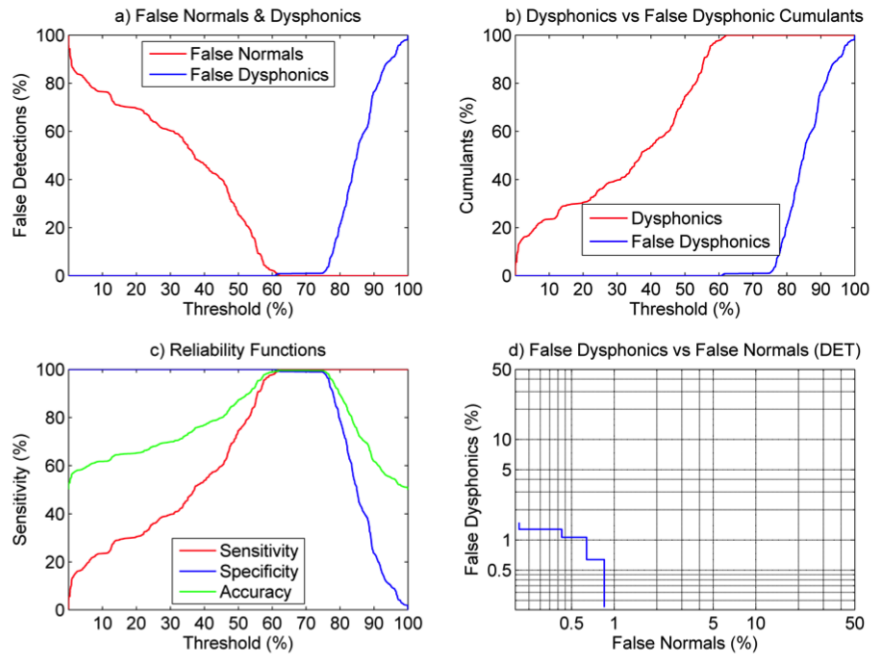 a) False Normals & Dysphonics
100
80
60
40
20
0
False Detections (%)
False Normals
False Dysphonics
10 20 30 40 50 60 70 80 90 100
Threshold (%)
b) Dysphonics vs False Dysphonic Cumulants
100
80
60
40
20
0
Cumulants (%)
Dysphonics
False Dysphonics
10 20 30 40 50 60 70 80 90 100
Threshold (%)
c) Reliability Functions
100
80
60
40
20
0
Sensitivity (%)
Sensitivity
Specificity
Accuracy
10 20 30 40 50 60 70 80 90 100
Threshold (%)
d) False Dysphonics vs False Normals (DET)
50
10
5
1
0.5
False Dysphonics (%)
0.5 1 5 10 50
False Normals (%)